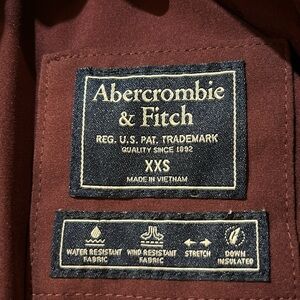 Abercrombie
& Fitch
REG. U.S. PAT. TRADEMARK
QUALITY SINCE 1892
XXS
MADE IN VIETNAM
WATER RESISTANT
FABRIC
WIND RESISTANT
FABRIC
STRETCH
DOWN
INSULATED